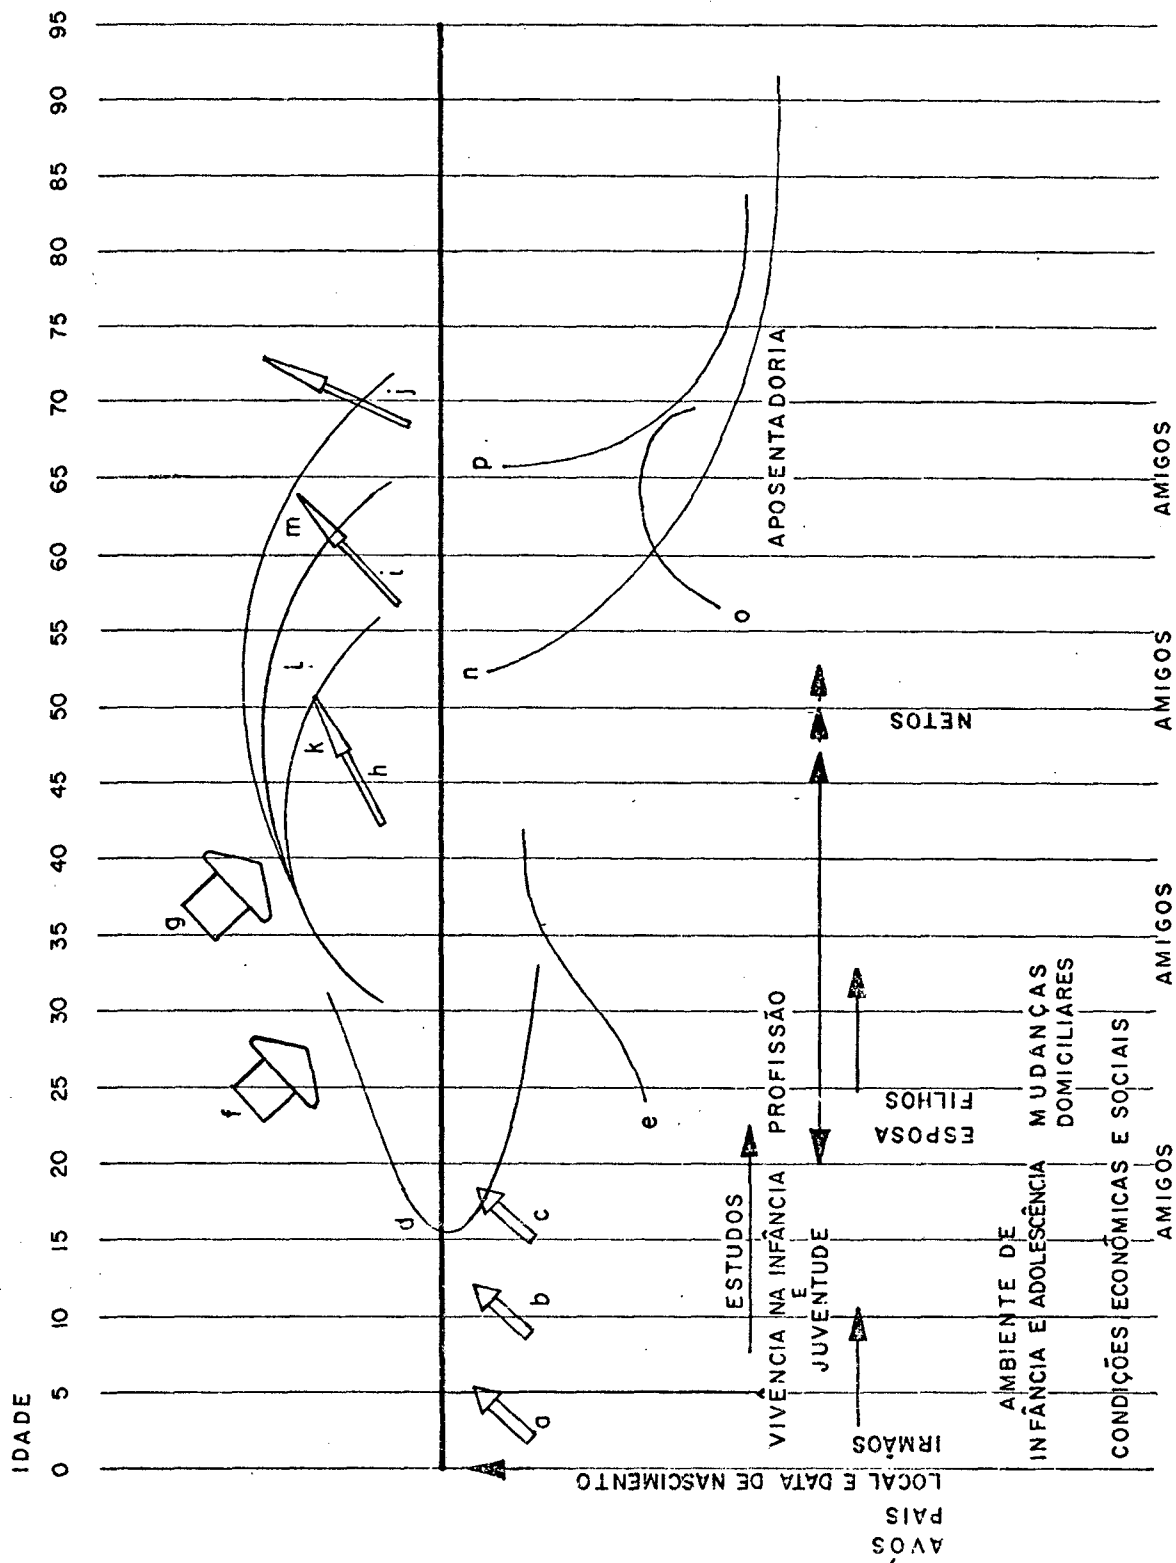 IDADE
0 5 10 15 20 25 30 35 40 45 50 55 60 65 70 75 80 85 90 95
g
f
m
l
k
j
i
h
d
n
p
a
b
c
e
o
ESTUDOS
VIVÊNCIA NA INFÂNCIA
E
JUVENTUDE
PROFISSÃO
APOSENTADORIA
AVÓS
PAIS
LOCAL E DATA DE NASCIMENTO
IRMÃOS
ESPOSA
FILHOS
NETOS
AMBIENTE DE
INFÂNCIA E ADOLESCÊNCIA
MUDANÇAS
DOMICILIARES
CONDIÇÕES ECONÔMICAS E SOCIAIS
AMIGOS
AMIGOS
AMIGOS
AMIGOS